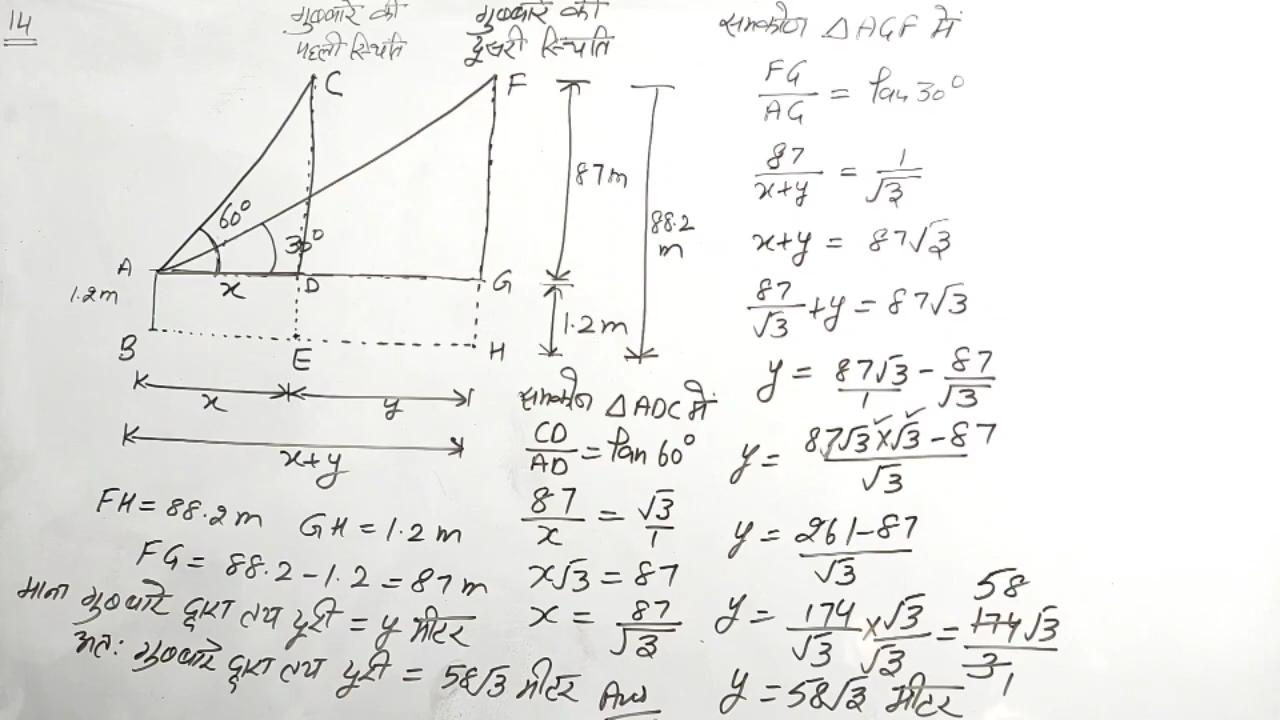 14
गुब्बारे की
पहली स्थिति
गुब्बारे की
दूसरी स्थिति
C
F
60°
30°
A
1.2m
x
D
G
B
E
H
x
y
x+y
87m
88.2
m
1.2m
FH = 88.2 m GH = 1.2 m
FG = 88.2 - 1.2 = 87 m
माना गुब्बारे द्वारा तय दूरी = y मीटर
अत: गुब्बारे द्वारा तय दूरी = 58√3 मीटर Ans
समकोण △ADC में
CD/AD = tan 60°
87/x = √3/1
x√3 = 87
x = 87/√3
समकोण △AGF में
FG/AG = tan 30°
87/x+y = 1/√3
x+y = 87√3
87/√3 + y = 87√3
y = 87√3/1 - 87/√3
y = 87√3×√3 - 87/√3
y = 261-87/√3
y = 174/√3 × √3/√3 = 58 174√3/3 1
y = 58√3 मीटर